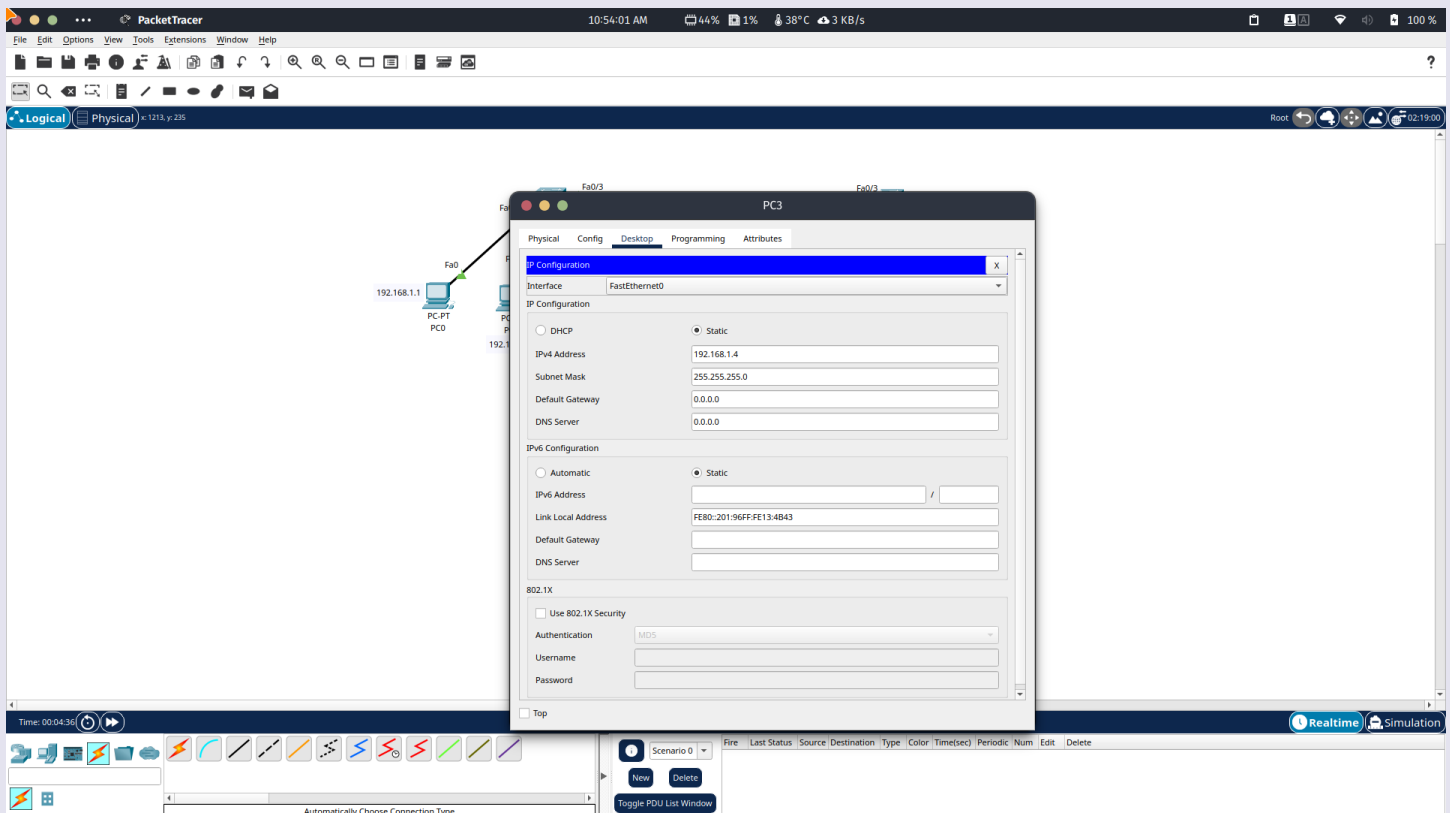 PacketTracer 10:54:01 AM 44% 1% 38°C 3 KB/s 1 A 100 %
File Edit Options View Tools Extensions Window Help
?
Logical Physical x: 1213, y: 235 Root 02:19:00
Fa0/3 Fa0/3
PC3
Physical Config Desktop Programming Attributes
IP Configuration X
Interface FastEthernet0
IP Configuration
DHCP Static
IPv4 Address 192.168.1.4
Subnet Mask 255.255.255.0
Default Gateway 0.0.0.0
DNS Server 0.0.0.0
IPv6 Configuration
Automatic Static
IPv6 Address /
Link Local Address FE80::201:96FF:FE13:4B43
Default Gateway
DNS Server
802.1X
Use 802.1X Security
Authentication MD5
Username
Password
Top
Fa0
192.168.1.1
PC-PT
PC0
Time: 00:04:36 Realtime Simulation
Scenario 0
New Delete
Toggle PDU List Window
Fire Last Status Source Destination Type Color Time(sec) Periodic Num Edit Delete
Automatically Choose Connection Type